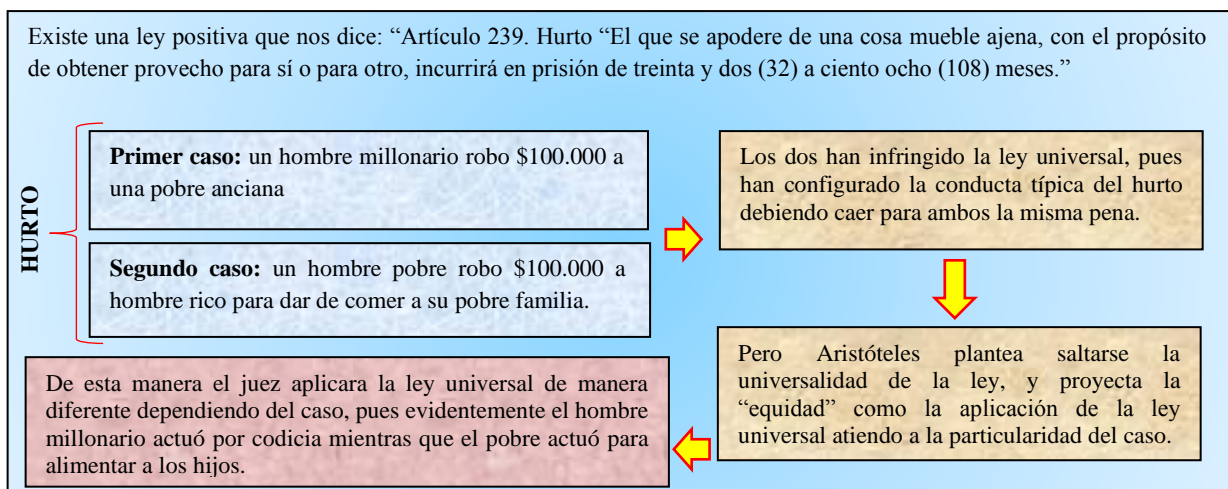 Existe una ley positiva que nos dice: “Artículo 239. Hurto “El que se apodere de una cosa mueble ajena, con el propósito
de obtener provecho para sí o para otro, incurrirá en prisión de treinta y dos (32) a ciento ocho (108) meses.”
HURTO
Primer caso: un hombre millonario robo $100.000 a
una pobre anciana
Segundo caso: un hombre pobre robo $100.000 a
hombre rico para dar de comer a su pobre familia.
Los dos han infringido la ley universal, pues
han configurado la conducta típica del hurto
debiendo caer para ambos la misma pena.
Pero Aristóteles plantea saltarse la
universalidad de la ley, y proyecta la
“equidad” como la aplicación de la ley
universal atiendo a la particularidad del caso.
De esta manera el juez aplicara la ley universal de manera
diferente dependiendo del caso, pues evidentemente el hombre
millonario actuó por codicia mientras que el pobre actuó para
alimentar a los hijos.